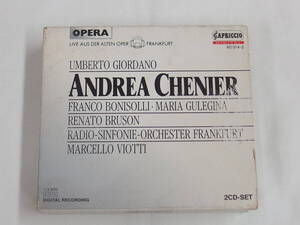 OPERA
LIVE AUS DER ALTEN OPER FRANKFURT
CAPRICCIO
UMBERTO GIORDANO
ANDREA CHENIER
FRANCO BONISOLLI · MARIA GULEGINA
RENATO BRUSON
RADIO-SINFONIE-ORCHESTER FRANKFURT
MARCELLO VIOTTI
DIGITAL RECORDING
2CD-SET